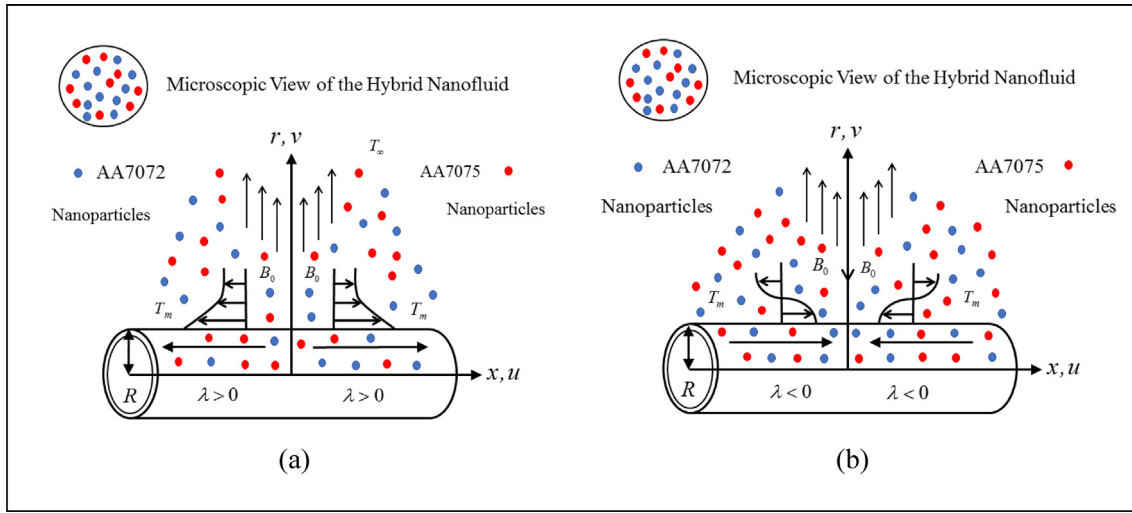 Microscopic View of the Hybrid Nanofluid
r, v
T∞
AA7072
Nanoparticles
AA7075
Nanoparticles
B0
B0
Tm
Tm
R
λ > 0
λ > 0
x, u
(a)
Microscopic View of the Hybrid Nanofluid
r, v
AA7072
Nanoparticles
AA7075
Nanoparticles
B0
B0
Tm
Tm
R
λ < 0
λ < 0
x, u
(b)